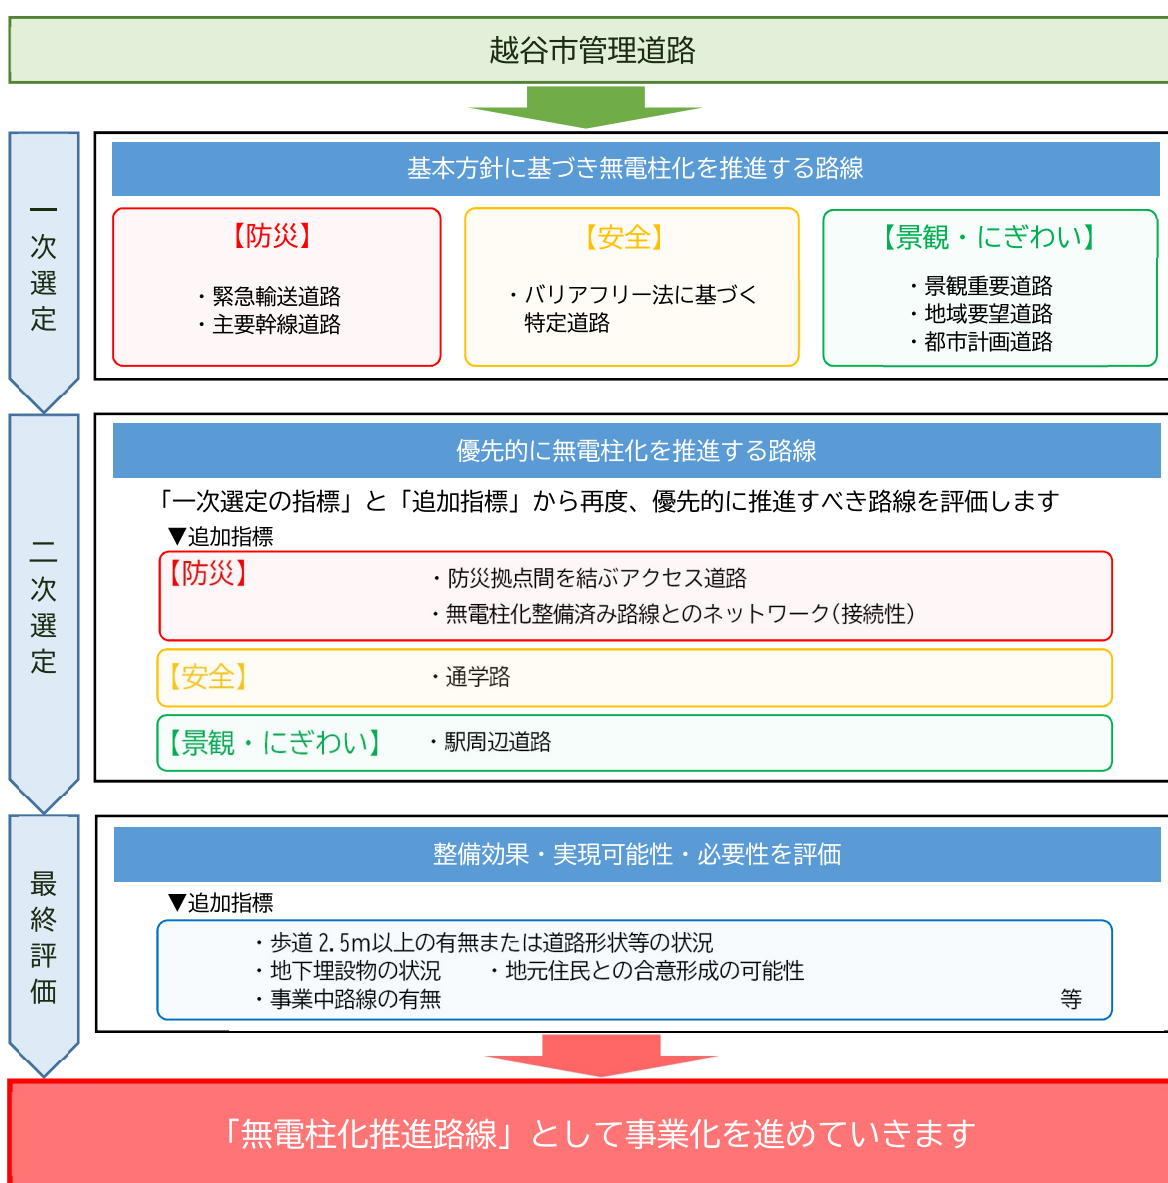 越谷市管理道路
一次選定
基本方針に基づき無電柱化を推進する路線
【防災】
・緊急輸送道路
・主要幹線道路
【安全】
・バリアフリー法に基づく
特定道路
【景観・にぎわい】
・景観重要道路
・地域要望道路
・都市計画道路
二次選定
優先的に無電柱化を推進する路線
「一次選定の指標」と「追加指標」から再度、優先的に推進すべき路線を評価します
▼追加指標
【防災】
・防災拠点間を結ぶアクセス道路
・無電柱化整備済み路線とのネットワーク(接続性)
【安全】 ・通学路
【景観・にぎわい】 ・駅周辺道路
最終評価
整備効果・実現可能性・必要性を評価
▼追加指標
・歩道2.5m以上の有無または道路形状等の状況
・地下埋設物の状況 ・地元住民との合意形成の可能性
・事業中路線の有無 等
「無電柱化推進路線」として事業化を進めていきます